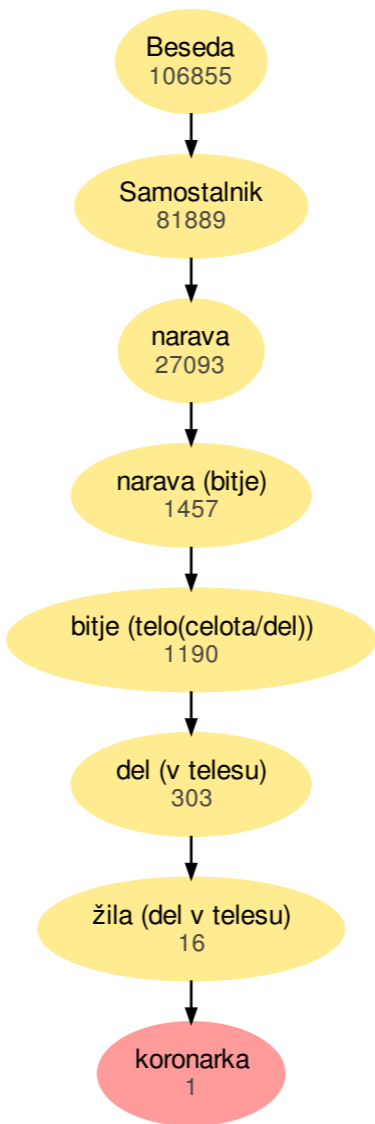 Beseda
106855
Samostalnik
81889
narava
27093
narava (bitje)
1457
bitje (telo(celota/del))
1190
del (v telesu)
303
žila (del v telesu)
16
koronarka
1